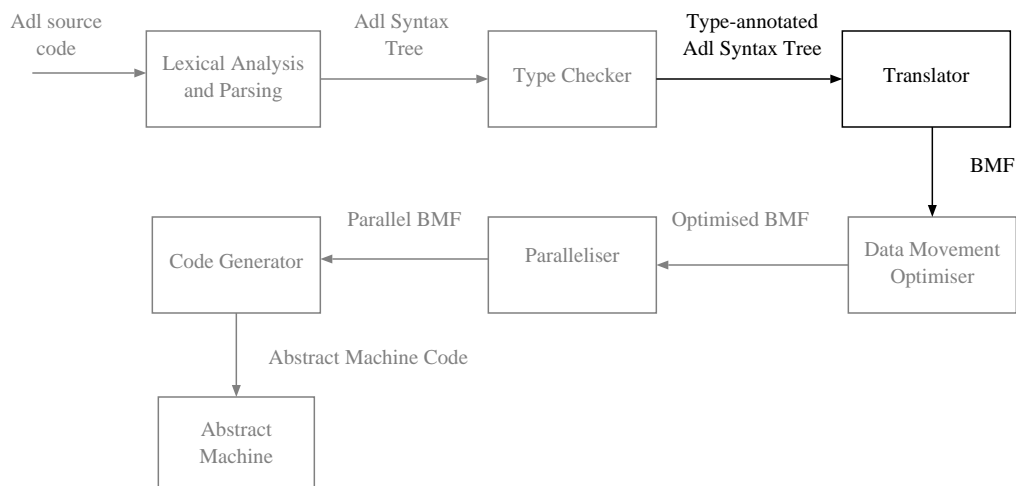 Adl source
code
Lexical Analysis
and Parsing
Adl Syntax
Tree
Type Checker
Type-annotated
Adl Syntax Tree
Translator
BMF
Data Movement
Optimiser
Optimised BMF
Paralleliser
Parallel BMF
Code Generator
Abstract Machine Code
Abstract
Machine